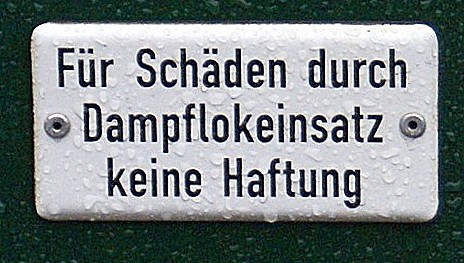 Für Schäden durch
Dampflokeinsatz
keine Haftung